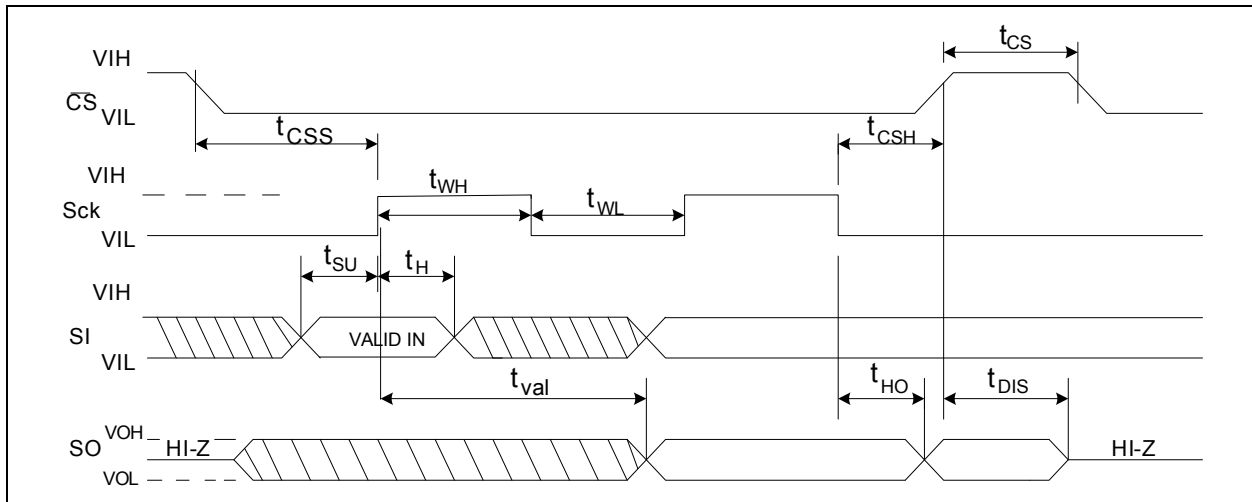 tCS
VIH
CS
VIL
tCSS
tCSH
VIH
tWH
tWL
Sck
VIL
tSU
tH
VIH
SI
VALID IN
VIL
tval
tHO
tDIS
VOH
SO
HI-Z
HI-Z
VOL